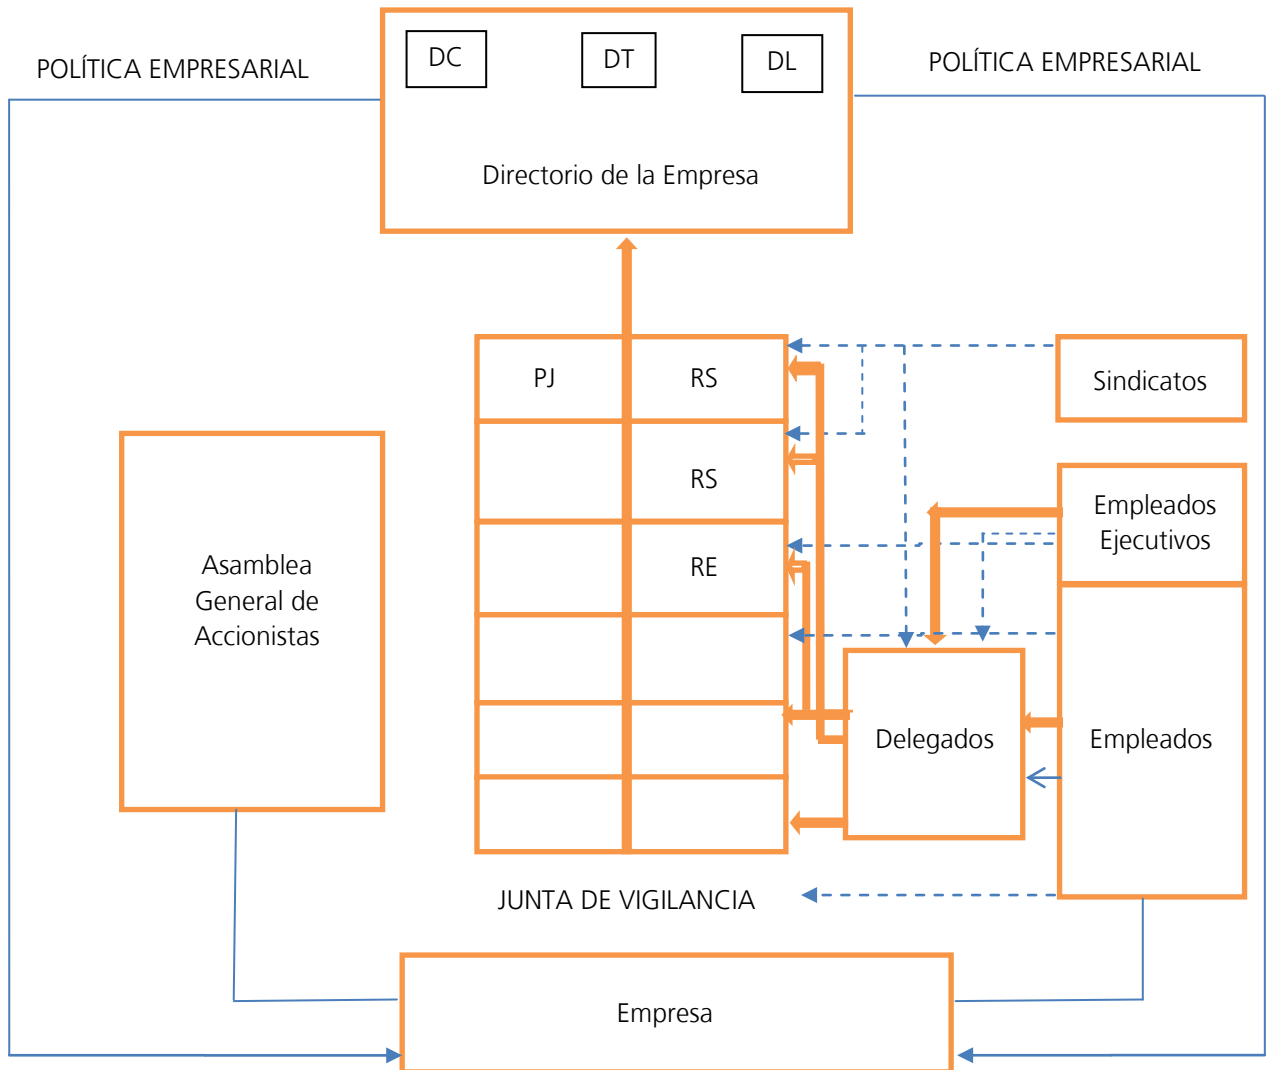 POLÍTICA EMPRESARIAL
DC
DT
DL
POLÍTICA EMPRESARIAL
Directorio de la Empresa
PJ
RS
Sindicatos
RS
Empleados
Ejecutivos
RE
Asamblea
General de
Accionistas
Delegados
Empleados
JUNTA DE VIGILANCIA
Empresa